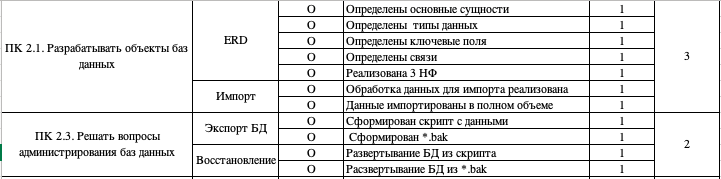 ПК 2.1. Разрабатывать объекты баз
данных
ERD
О Определены основные сущности 1
О Определены  типы данных 1
О Определены ключевые поля 1
О Определены связи 1
О Реализована 3 НФ 1
Импорт
О Обработка данных для импорта реализована 1
О Данные импортированы в полном объеме 1
3
ПК 2.3. Решать вопросы
администрирования баз данных
Экспорт БД
О Сформирован скрипт с данными 1
О Сформирован *.bak 1
Восстановление
О Развертывание БД из скрипта 1
О Расзвертывание БД из *.bak 1
2